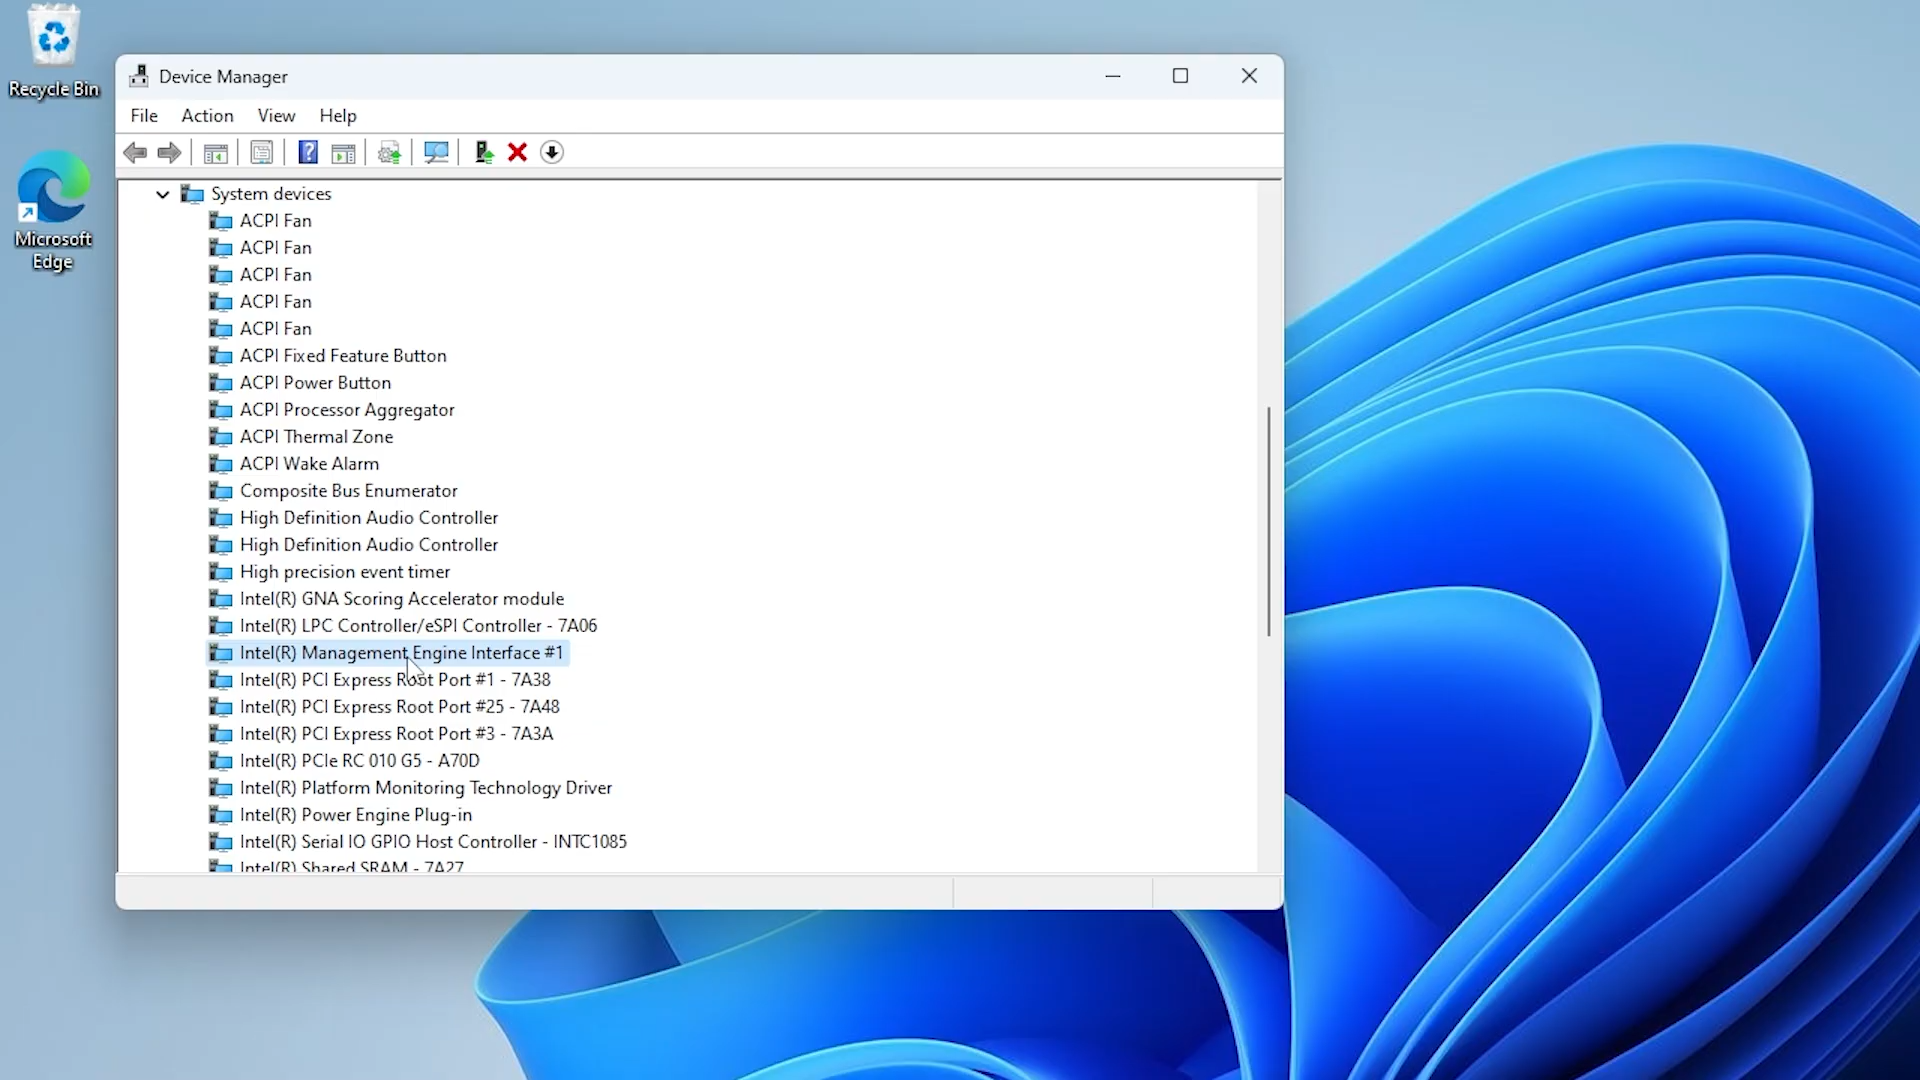 Recycle Bin
Microsoft
Edge
Device Manager
File Action View Help
System devices
ACPI Fan
ACPI Fan
ACPI Fan
ACPI Fan
ACPI Fan
ACPI Fixed Feature Button
ACPI Power Button
ACPI Processor Aggregator
ACPI Thermal Zone
ACPI Wake Alarm
Composite Bus Enumerator
High Definition Audio Controller
High Definition Audio Controller
High precision event timer
Intel(R) GNA Scoring Accelerator module
Intel(R) LPC Controller/eSPI Controller - 7A06
Intel(R) Management Engine Interface #1
Intel(R) PCI Express Root Port #1 - 7A38
Intel(R) PCI Express Root Port #25 - 7A48
Intel(R) PCI Express Root Port #3 - 7A3A
Intel(R) PCIe RC 010 G5 - A70D
Intel(R) Platform Monitoring Technology Driver
Intel(R) Power Engine Plug-in
Intel(R) Serial IO GPIO Host Controller - INTC1085
Intel(R) Shared SRAM - 7A27